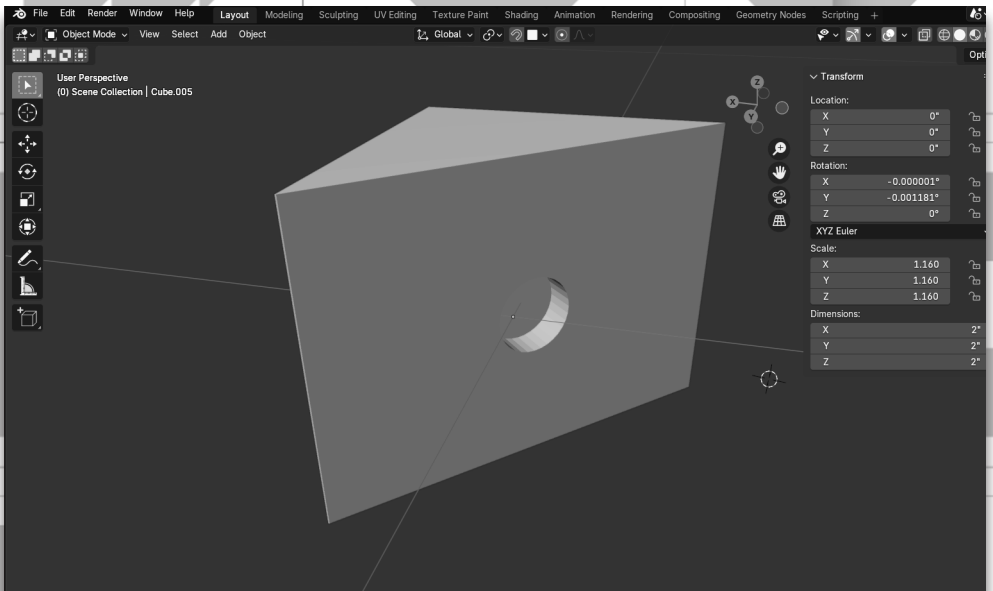 File Edit Render Window Help Layout Modeling Sculpting UV Editing Texture Paint Shading Animation Rendering Compositing Geometry Nodes Scripting +
Object Mode View Select Add Object Global
Opti
User Perspective
(0) Scene Collection | Cube.005
Z
X
Y
Transform
Location:
X 0"
Y 0"
Z 0"
Rotation:
X -0.000001°
Y -0.001181°
Z 0°
XYZ Euler
Scale:
X 1.160
Y 1.160
Z 1.160
Dimensions:
X 2"
Y 2"
Z 2"